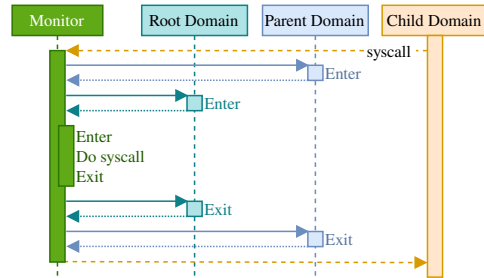 Monitor
Root Domain
Parent Domain
Child Domain
syscall
Enter
Enter
Enter
Do syscall
Exit
Exit
Exit